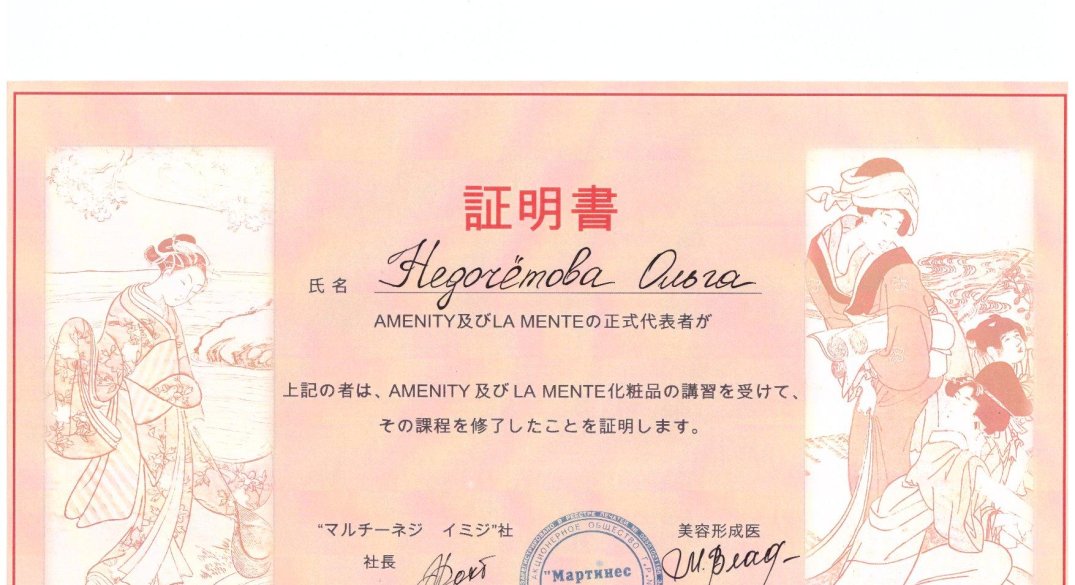 証明書
氏名 Недочётова Ольга
AMENITY及びLA MENTEの正式代表者が
上記の者は、AMENITY 及び LA MENTE化粧品の講習を受けて、
その課程を修了したことを証明します。
“マルチーネジ イミジ”社
美容形成医
社長
"Мартинес